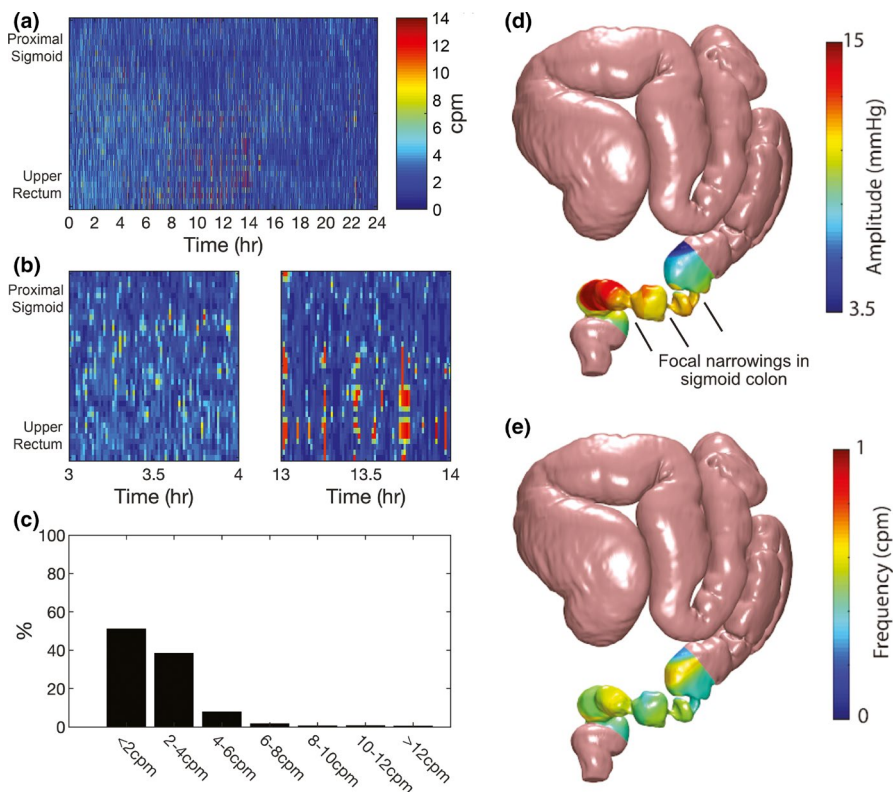 (a)
Proximal
Sigmoid
Upper
Rectum
0 2 4 6 8 10 12 14 16 18 20 22 24
Time (hr)
14
12
10
8
6
4
2
0
cpm
(b)
Proximal
Sigmoid
Upper
Rectum
3 3.5 4
Time (hr)
13 13.5 14
Time (hr)
(c)
100
80
60
40
20
0
%
<2cpm
2-4cpm
4-6cpm
6-8cpm
8-10cpm
10-12cpm
>12cpm
(d)
15
Amplitude (mmHg)
3.5
Focal narrowings in
sigmoid colon
(e)
1
Frequency (cpm)
0